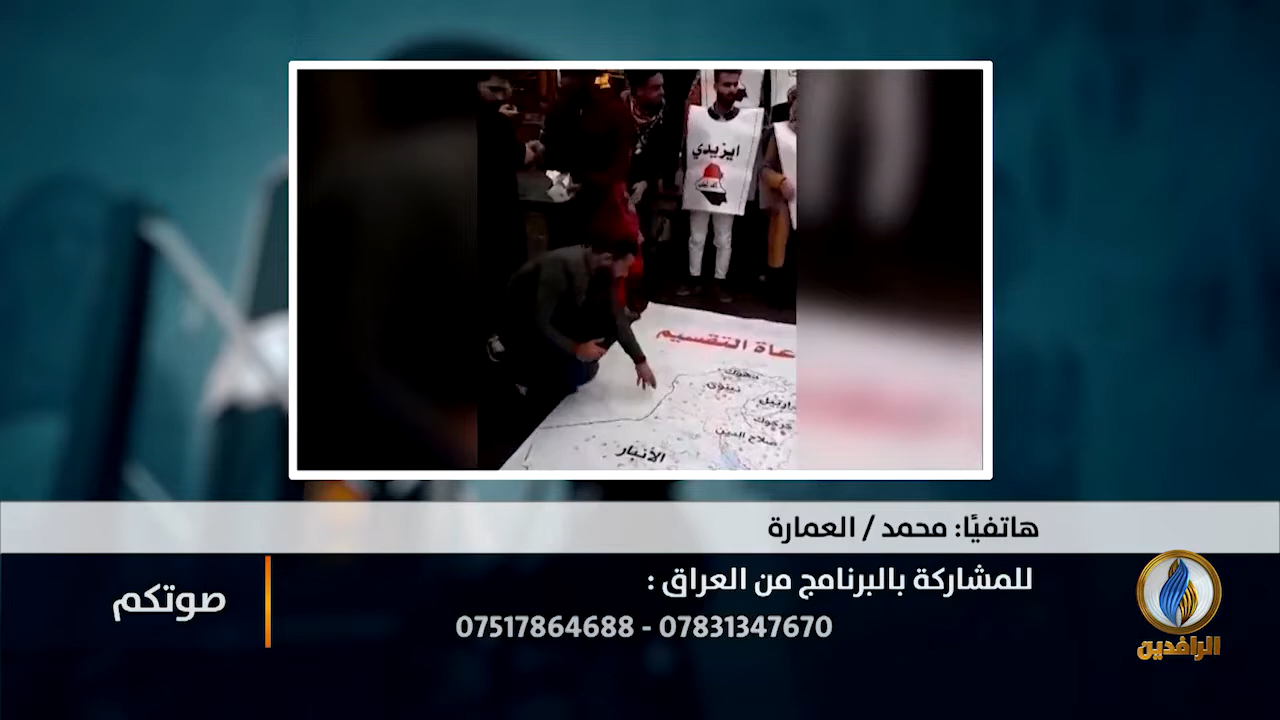 ايزيدي
عاة التقسيم
دهوك
نينوى
اربيل
كركوك
صلاح الدين
الأنبار
هاتفيًا: محمد / العمارة
للمشاركة بالبرنامج من العراق :
07517864688 - 07831347670
صوتكم
الرافدين